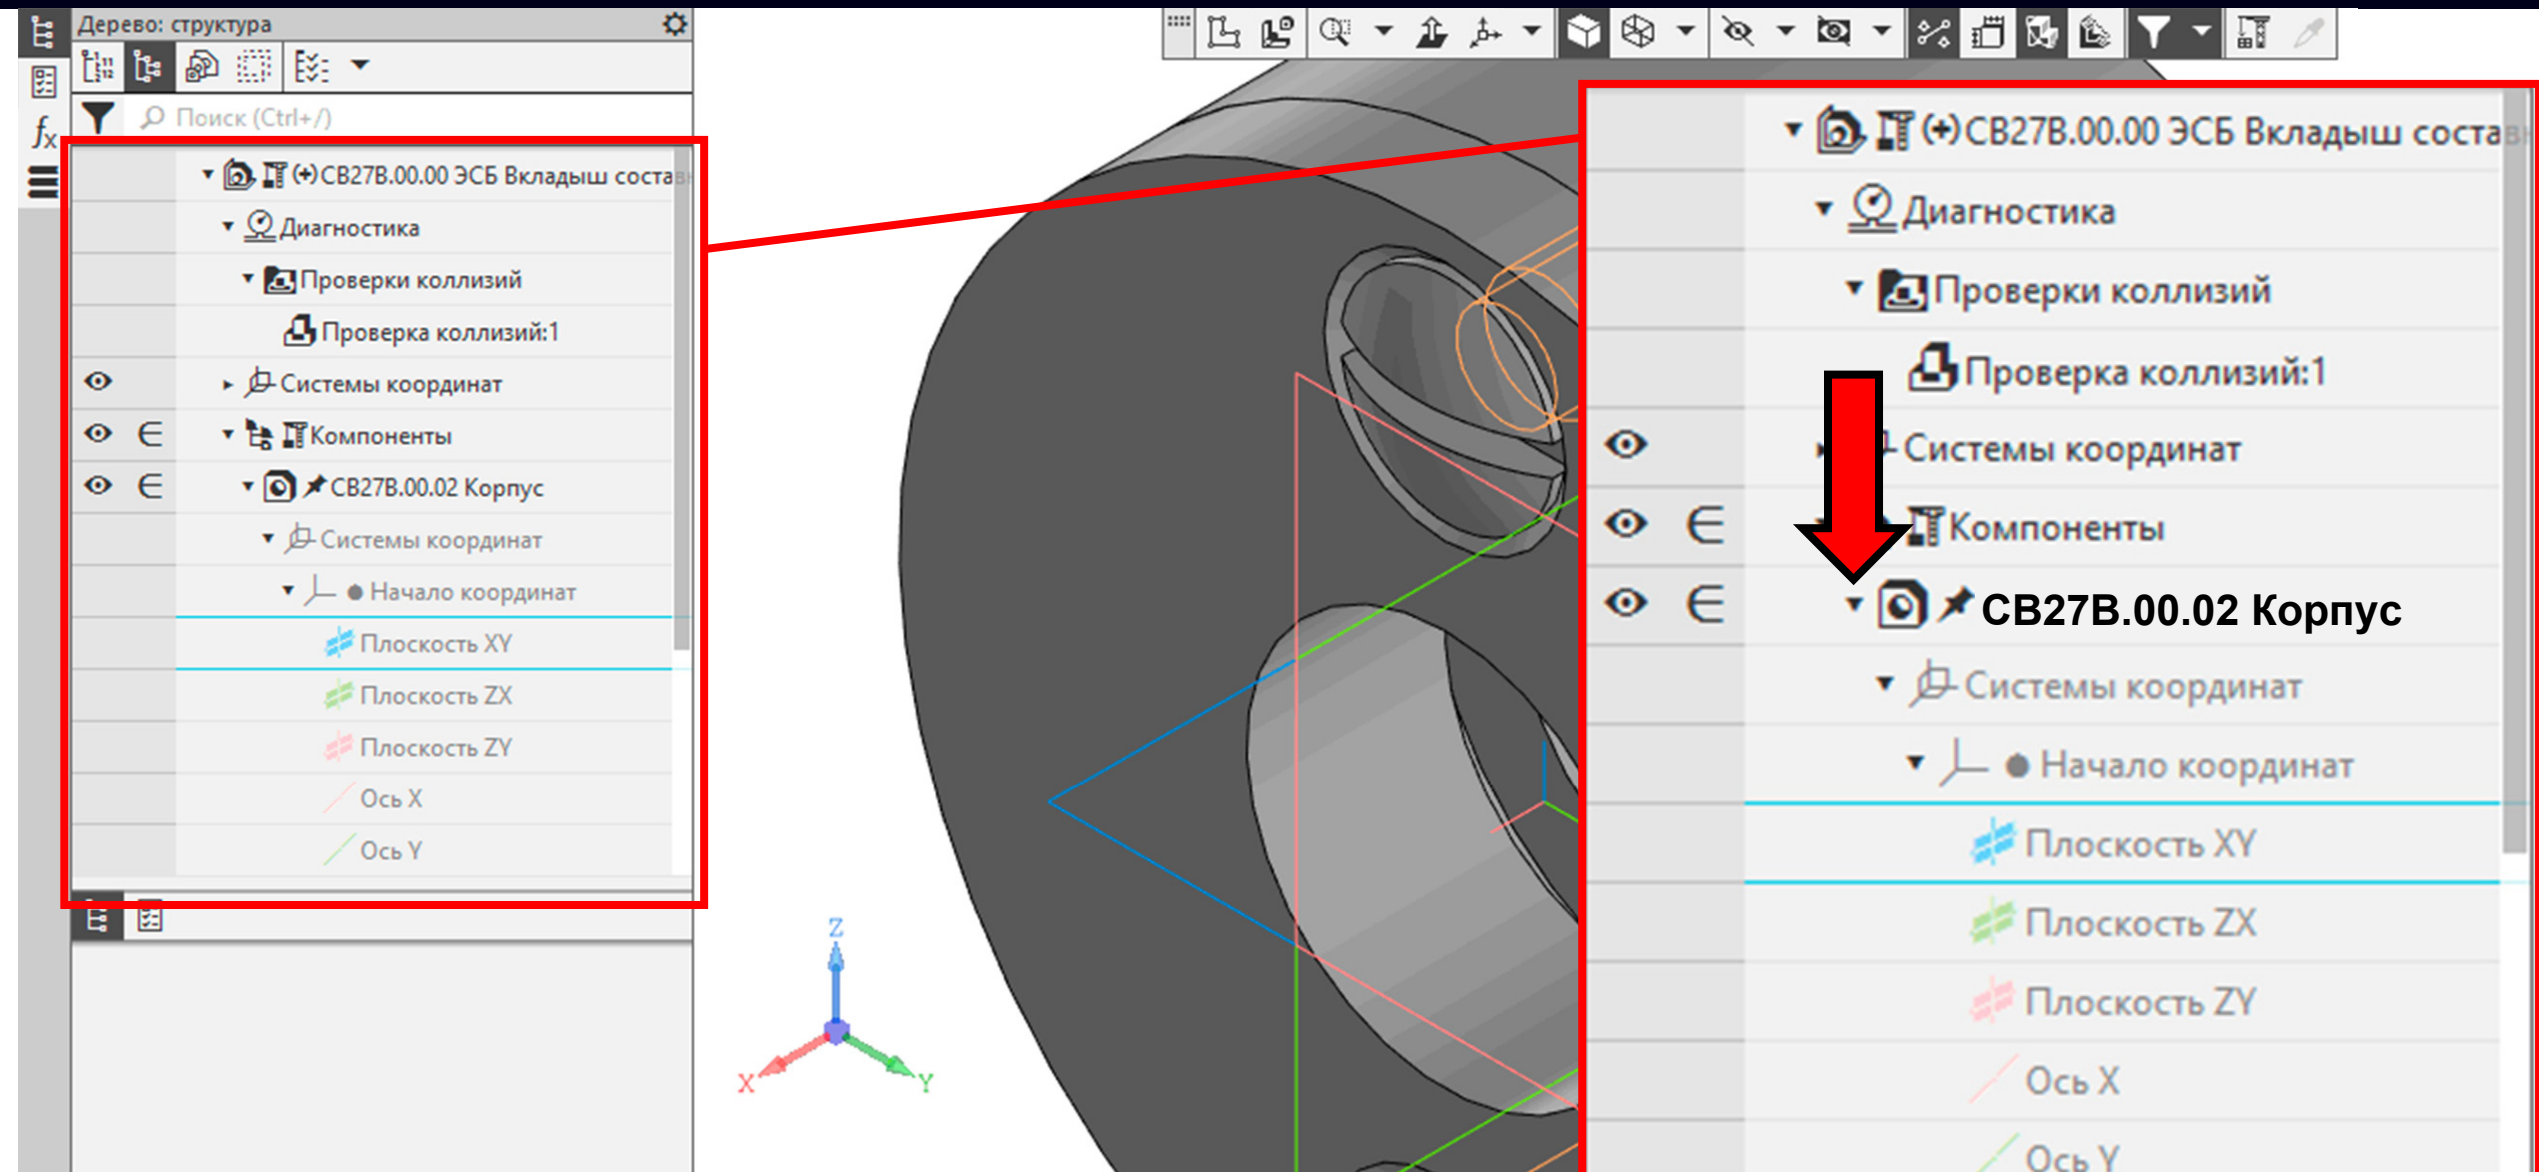 Дерево: структура
Поиск (Ctrl+/)
fx
(+)СВ27В.00.00 ЭСБ Вкладыш состав
Диагностика
Проверки коллизий
Проверка коллизий:1
Системы координат
Компоненты
СВ27В.00.02 Корпус
Системы координат
Начало координат
Плоскость XY
Плоскость ZX
Плоскость ZY
Ось X
Ось Y
Z
X
Y
(+)СВ27В.00.00 ЭСБ Вкладыш состав
Диагностика
Проверки коллизий
Проверка коллизий:1
Системы координат
Компоненты
СВ27В.00.02 Корпус
Системы координат
Начало координат
Плоскость XY
Плоскость ZX
Плоскость ZY
Ось X
Ось Y